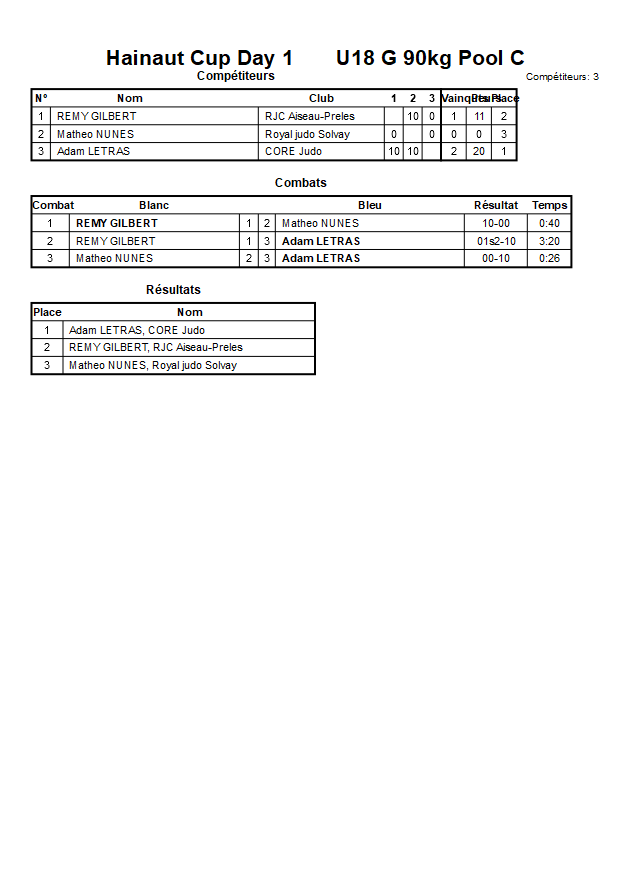 Hainaut Cup Day 1 U18 G 90kg Pool C
Compétiteurs Compétiteurs: 3
N° Nom Club 1 2 3 Vainqueurs Pts Place
1 REMY GILBERT RJC Aiseau-Preles 10 0 1 11 2
2 Matheo NUNES Royal judo Solvay 0 0 0 0 3
3 Adam LETRAS CORE Judo 10 10 2 20 1
Combats
Combat Blanc Bleu Résultat Temps
1 REMY GILBERT 1 2 Matheo NUNES 10-00 0:40
2 REMY GILBERT 1 3 Adam LETRAS 01s2-10 3:20
3 Matheo NUNES 2 3 Adam LETRAS 00-10 0:26
Résultats
Place Nom
1 Adam LETRAS, CORE Judo
2 REMY GILBERT, RJC Aiseau-Preles
3 Matheo NUNES, Royal judo Solvay